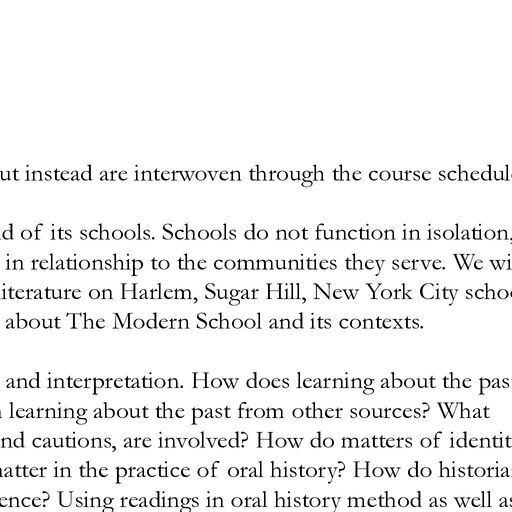 ut instead are interwoven through the course schedul
d of its schools. Schools do not function in isolation,
in relationship to the communities they serve. We wi
iterature on Harlem, Sugar Hill, New York City scho
about The Modern School and its contexts.
and interpretation. How does learning about the pas
learning about the past from other sources? What
nd cautions, are involved? How do matters of identit
atter in the practice of oral history? How do historia
ence? Using readings in oral history method as well as